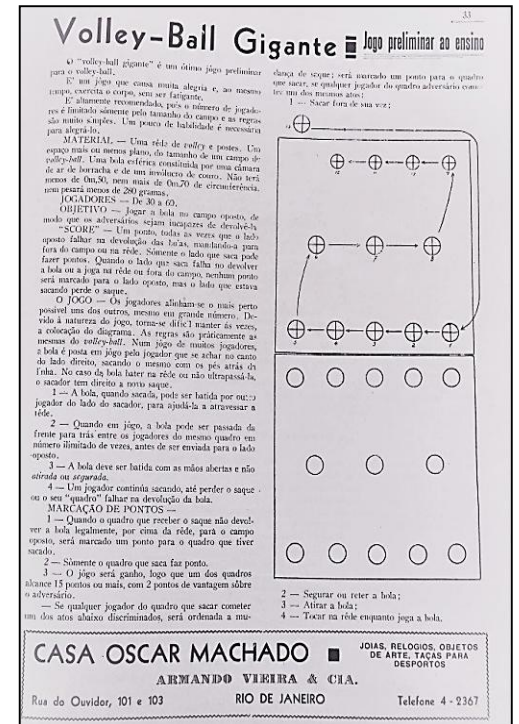 33
Volley-Ball Gigante ■ Jogo preliminar ao ensino
O "volley-ball gigante" é um ótimo jôgo preliminar
para o volley-ball.
E' um jôgo que causa muita alegria e, ao mesmo
tempo, exercita o corpo, sem ser fatigante.
E' altamente recomendado, pois o número de jogado-
res é limitado sòmente pelo tamanho do campo e as regras
são muito simples. Um pouco de habilidade é necessária
para alegrá-lo.
MATERIAL — Uma rêde de volley e postes. Um
espaço mais ou menos plano, do tamanho de um campo de
volley-ball. Uma bola esférica constituida por uma câmara
de ar de borracha e de um invólucro de couro. Não terá
menos de 0m,50, nem mais de 0m,70 de circunferência,
nem pesará menos de 280 gramas.
JOGADORES — De 30 a 60.
OBJETIVO — Jogar a bola no campo oposto, de
modo que os adversários sejam incapazes de devolvê-la
"SCORE" — Um ponto, todas as vezes que o lado
oposto falhar na devolução das bolas, mandando-a para
fora do campo ou na rêde. Sòmente o lado que saca pode
fazer pontos. Quando o lado que saca falha no devolver
a bola ou a joga na rêde ou fora do campo, nenhum ponto
será marcado para o lado oposto, mas o lado que estava
sacando perde o saque.
O JOGO — Os jogadores alinham-se o mais perto
possivel uns dos outros, mesmo em grande número. De-
vido à natureza do jogo, torna-se dificil manter às vezes,
a colocação do diagrama. As regras são pràticamente as
mesmas do volley-ball. Num jôgo de muitos jogadores,
a bola é posta em jôgo pelo jogador que se achar no canto
do lado direito, sacando o mesmo com os pés atrás da
linha. No caso da bola bater na rêde ou não ultrapassá-la,
o sacador tem direito a novo saque.
1 — A bola, quando sacada, pode ser batida por outro
jogador do lado do sacador, para ajudá-la a atravessar a
rêde.
2 — Quando em jôgo, a bola pode ser passada da
frente para trás entre os jogadores do mesmo quadro em
número ilimitado de vezes, antes de ser enviada para o lado
oposto.
3 — A bola deve ser batida com as mãos abertas e não
atirada ou segurada.
4 — Um jogador continúa sacando, até perder o saque
ou o seu "quadro" falhar na devolução da bola.
MARCAÇÃO DE PONTOS —
1 — Quando o quadro que receber o saque não devol-
ver a bola legalmente, por cima da rêde, para o campo
oposto, será marcado um ponto para o quadro que tiver
sacado.
2 — Sòmente o quadro que saca faz ponto.
3 — O jôgo será ganho, logo que um dos quadros
alcance 15 pontos ou mais, com 2 pontos de vantagem sôbre
o adversário.
— Se qualquer jogador do quadro que sacar cometer
um dos atos abaixo discriminados, será ordenada a mu-
dança de saque; será marcado um ponto para o quadro
que sacar, se qualquer jogador do quadro adversário come-
ter um dos mesmos atos:
1 — Sacar fora de sua vez;
2 — Segurar ou reter a bola;
3 — Atirar a bola;
4 — Tocar na rêde enquanto joga a bola.
CASA OSCAR MACHADO ■ JOIAS, RELOGIOS, OBJETOS
DE ARTE, TAÇAS PARA
DESPORTOS
ARMANDO VIEIRA & CIA.
Rua do Ouvidor, 101 e 103 RIO DE JANEIRO Telefone 4 - 2367